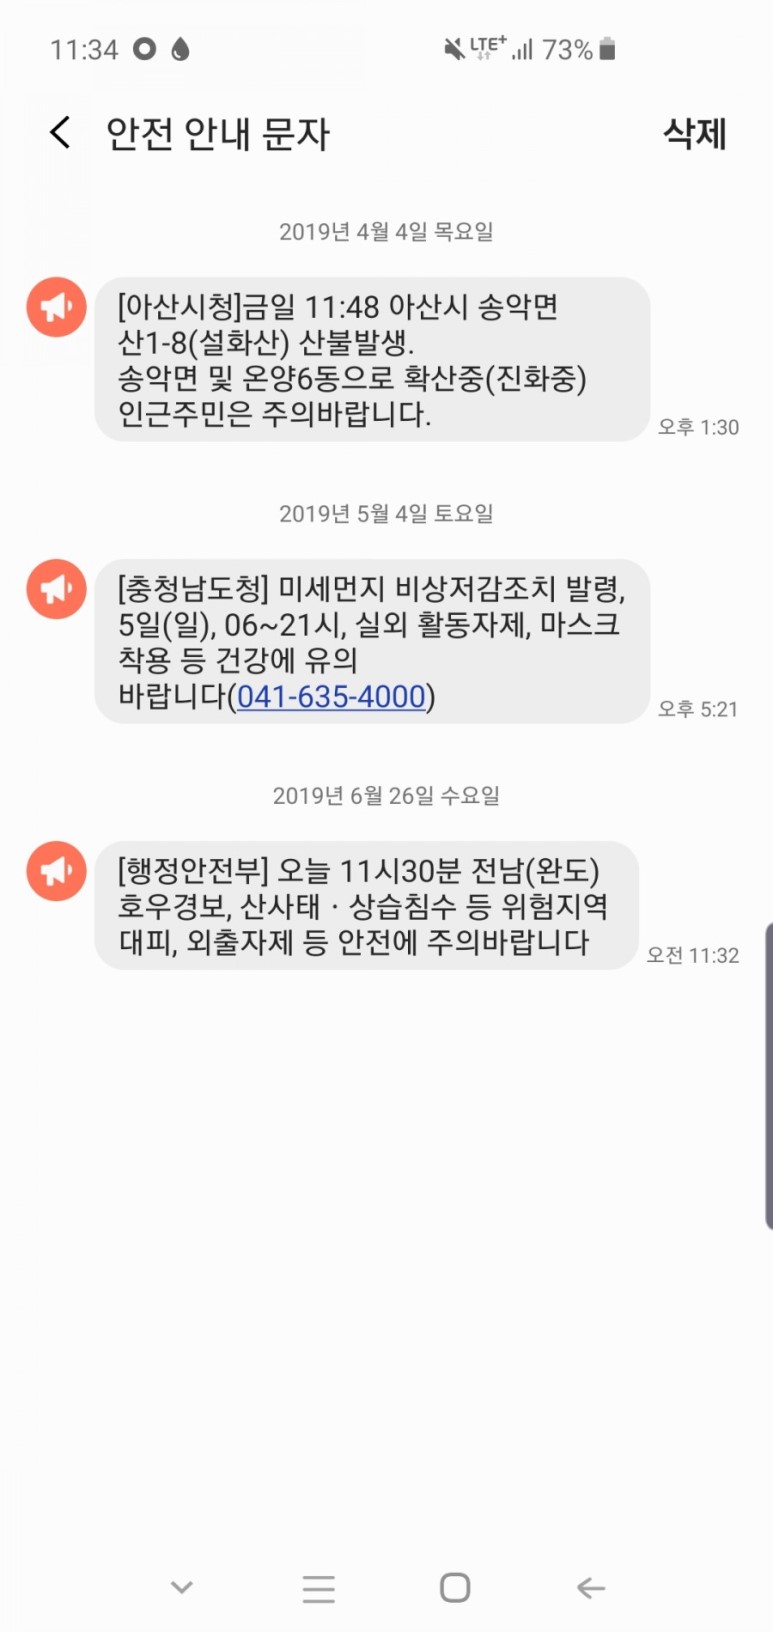 11:34 LTE+ 73%
안전 안내 문자 삭제
2019년 4월 4일 목요일
[아산시청]금일 11:48 아산시 송악면
산1-8(설화산) 산불발생.
송악면 및 온양6동으로 확산중(진화중)
인근주민은 주의바랍니다.
오후 1:30
2019년 5월 4일 토요일
[충청남도청] 미세먼지 비상저감조치 발령,
5일(일), 06~21시, 실외 활동자제, 마스크
착용 등 건강에 유의
바랍니다(041-635-4000)
오후 5:21
2019년 6월 26일 수요일
[행정안전부] 오늘 11시30분 전남(완도)
호우경보, 산사태 · 상습침수 등 위험지역
대피, 외출자제 등 안전에 주의바랍니다
오전 11:32